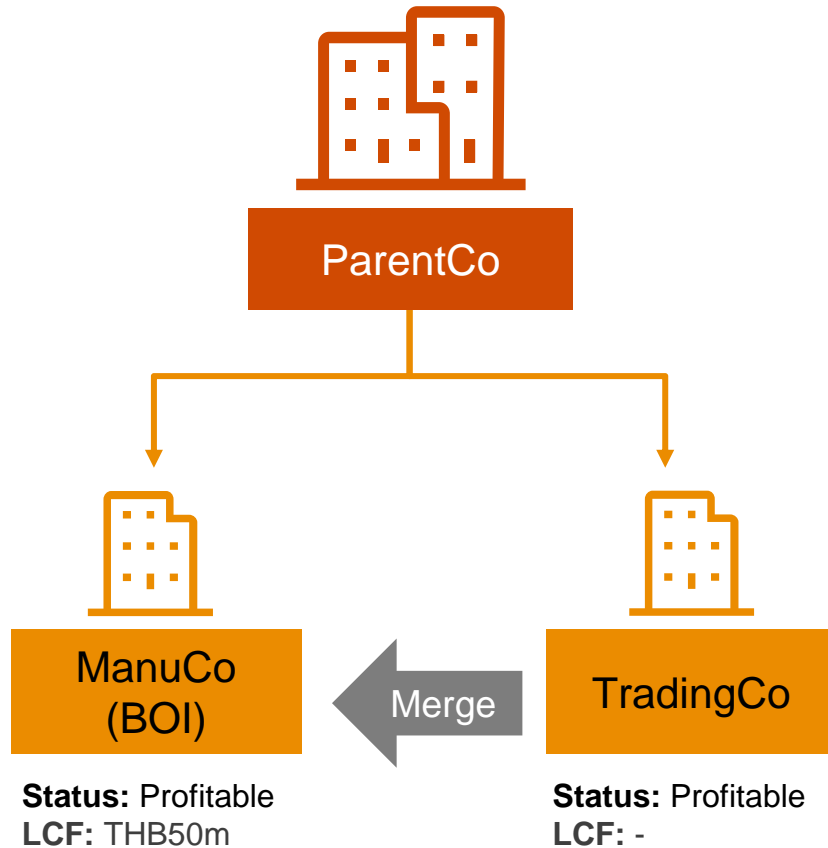 ParentCo
ManuCo
(BOI)
Merge
TradingCo
Status: Profitable
LCF: THB50m
Status: Profitable
LCF: -